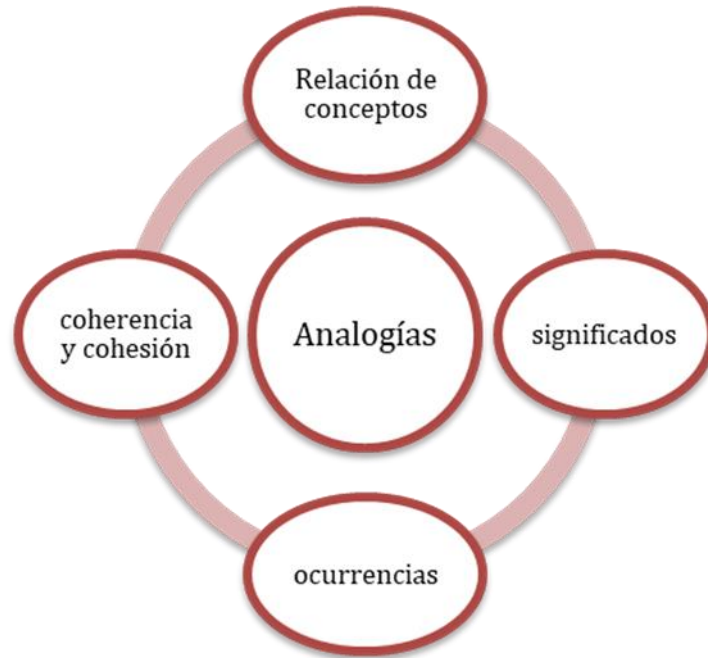 Relación de
conceptos
coherencia
y cohesión
Analogías
significados
ocurrencias